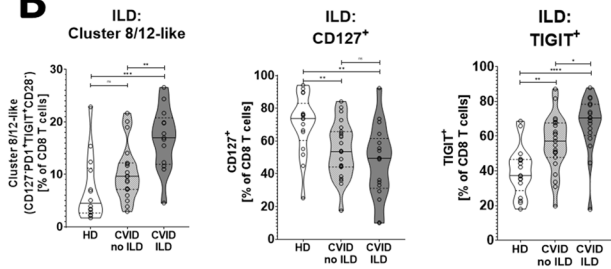 B
ILD:
Cluster 8/12-like
Cluster 8/12-like
(CD127⁻PD1⁺TIGIT⁺CD28⁻)
[% of CD8 T cells]
30
20
10
0
ns
***
**
HD
CVID
no ILD
CVID
ILD
ILD:
CD127⁺
CD127⁺
[% of CD8 T cells]
100
80
60
40
20
0
ns
**
**
HD
CVID
no ILD
CVID
ILD
ILD:
TIGIT⁺
TIGIT⁺
[% of CD8 T cells]
100
80
60
40
20
0
*
****
**
HD
CVID
no ILD
CVID
ILD